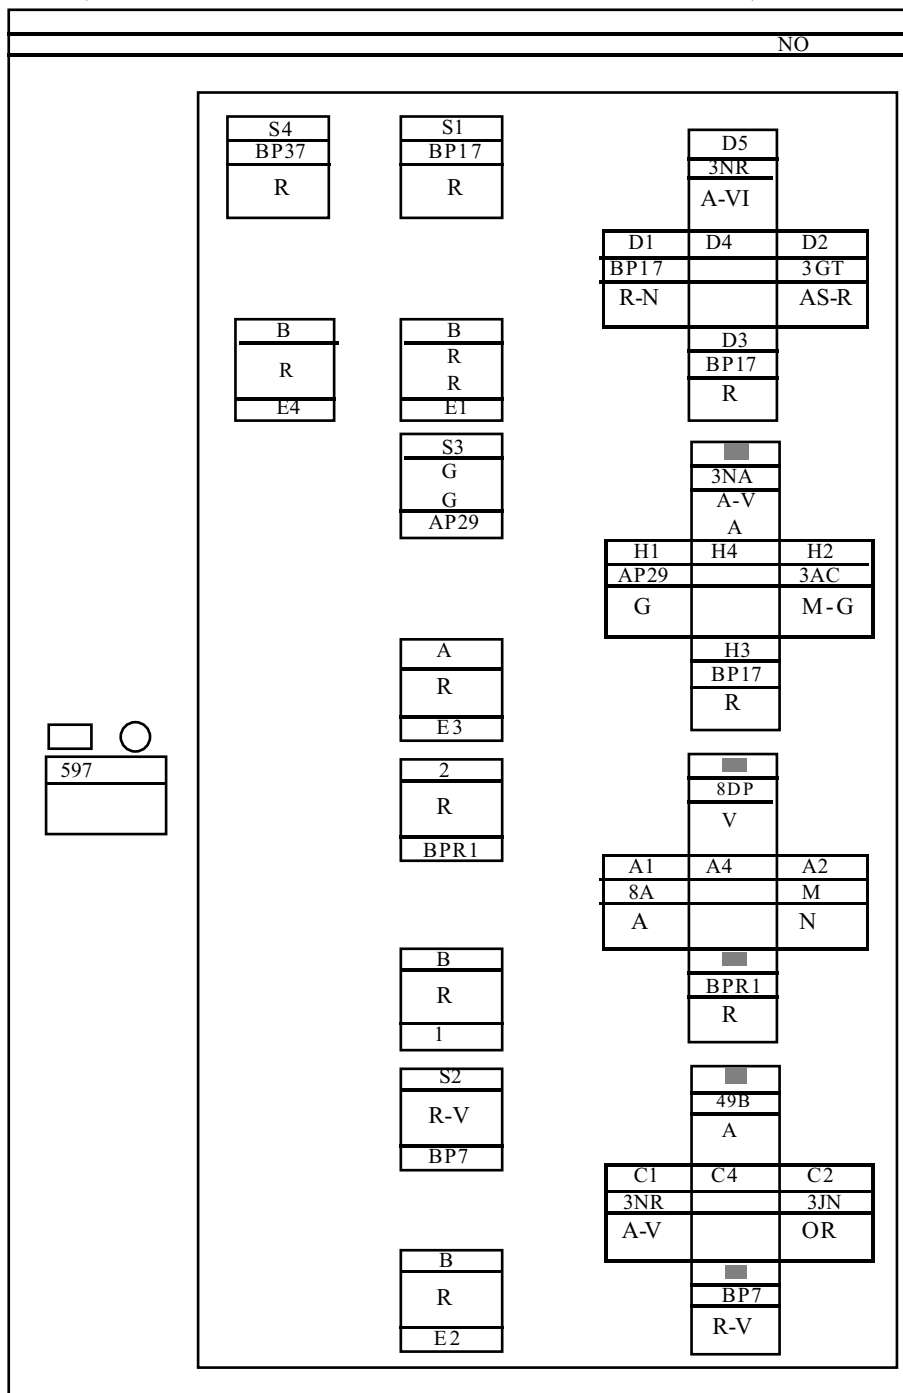 NO
S4
BP37
R
S1
BP17
R
D5
3NR
A-VI
D1 D4 D2
BP17 3GT
R-N AS-R
D3
BP17
R
B
R
E4
B
R
R
E1
S3
G
G
AP29
3NA
A-V
A
H1 H4 H2
AP29 3AC
G M-G
H3
BP17
R
A
R
E3
597
2
R
BPR1
8DP
V
A1 A4 A2
8A M
A N
BPR1
R
B
R
1
S2
R-V
BP7
49B
A
C1 C4 C2
3NR 3JN
A-V OR
BP7
R-V
B
R
E2